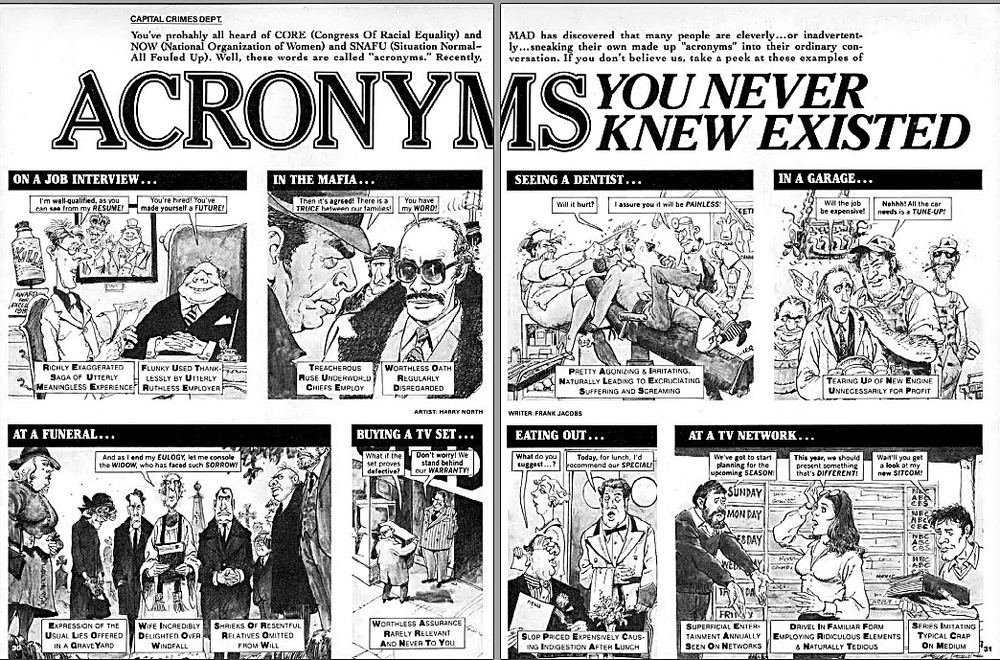 CAPITAL CRIMES DEPT.
You've probably all heard of CORE (Congress Of Racial Equality) and
NOW (National Organization of Women) and SNAFU (Situation Normal–
All Fouled Up). Well, these words are called "acronyms." Recently,
MAD has discovered that many people are cleverly...or inadvertent-
ly...sneaking their own made up "acronyms" into their ordinary con-
versation. If you don't believe us, take a peek at these examples of
ACRONYMS
YOU NEVER
KNEW EXISTED
ON A JOB INTERVIEW...
I'm well-qualified, as you
can see from my RESUME!
You're hired! You've
made yourself a FUTURE!
KILL
AWARD
FOR
RICHLY EXAGGERATED
SAGA OF UTTERLY
MEANINGLESS EXPERIENCE
FLUNKY USED THANK-
LESSLY BY UTTERLY
RUTHLESS EMPLOYER
IN THE MAFIA...
Then it's agreed! There is a
TRUCE between our families!
You have
my WORD!
TREACHEROUS
RUSE UNDERWORLD
CHIEFS EMPLOY
WORTHLESS OATH
REGULARLY
DISREGARDED
ARTIST: HARRY NORTH
SEEING A DENTIST...
Will it hurt?
I assure you it will be PAINLESS!
PRETTY AGONIZING & IRRITATING,
NATURALLY LEADING TO EXCRUCIATING
SUFFERING AND SCREAMING
IN A GARAGE...
Will the job
be expensive!
Nahhh! All the car
needs is a TUNE-UP!
TEARING UP OF NEW ENGINE
UNNECESSARILY FOR PROFIT
WRITER: FRANK JACOBS
AT A FUNERAL...
And as I end my EULOGY, let me console
the WIDOW, who has faced such SORROW!
EXPRESSION OF THE
USUAL LIES OFFERED
IN A GRAVEYARD
WIFE INCREDIBLY
DELIGHTED OVER
WINDFALL
SHRIEKS OF RESENTFUL
RELATIVES OMITTED
FROM WILL
30
BUYING A TV SET...
What if the
set proves
defective?
Don't worry! We
stand behind
our WARRANTY!
WORTHLESS ASSURANCE
RARELY RELEVANT
AND NEVER TO YOU
EATING OUT...
What do you
suggest...?
Today, for lunch, I'd
recommend our SPECIAL!
MENU
SLOP PRICED EXPENSIVELY CAUS-
ING INDIGESTION AFTER LUNCH
AT A TV NETWORK...
We've got to start
planning for the
upcoming SEASON!
This year, we should
present something
that's DIFFERENT!
Wait'll you get
a look at my
new SITCOM!
SUNDAY
MONDAY
NBC
ABC
CBS
SUPERFICIAL ENTER-
TAINMENT ANNUALLY
SEEN ON NETWORKS
DRIVEL IN FAMILIAR FORM
EMPLOYING RIDICULOUS ELEMENTS
& NATURALLY TEDIOUS
SERIES IMITATING
TYPICAL CRAP
ON MEDIUM
31